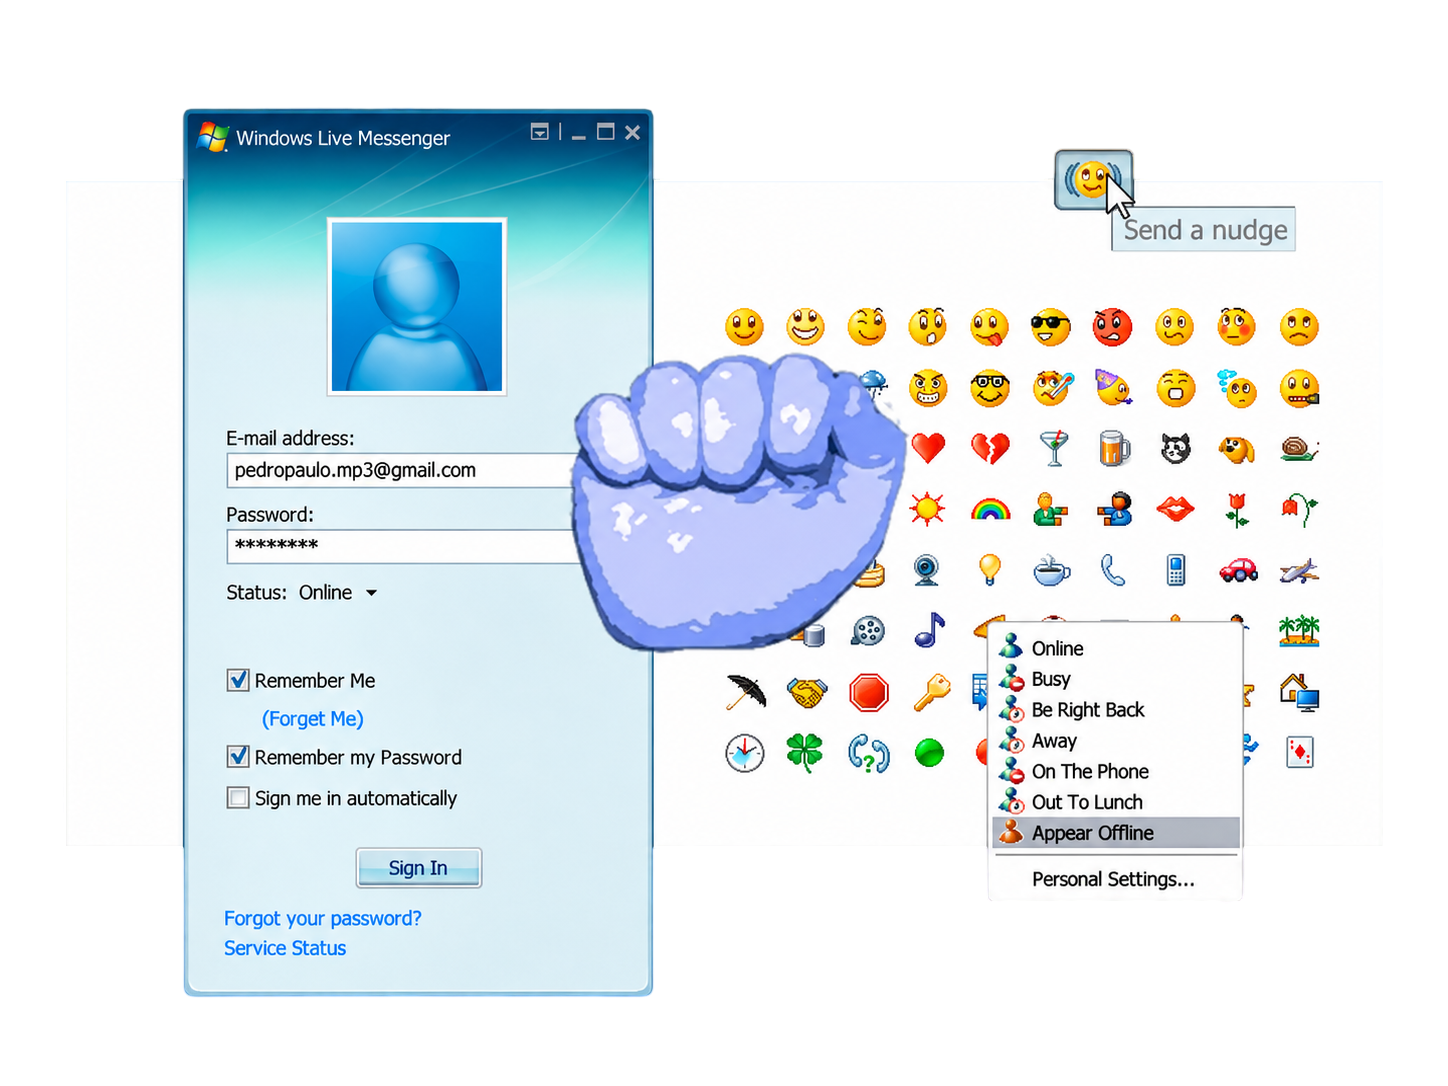 Windows Live Messenger
E-mail address:
pedropaulo.mp3@gmail.com
Password:
********
Status: Online
Remember Me
(Forget Me)
Remember my Password
Sign me in automatically
Sign In
Forgot your password?
Service Status
Send a nudge
?
Online
Busy
Be Right Back
Away
On The Phone
Out To Lunch
Appear Offline
Personal Settings...